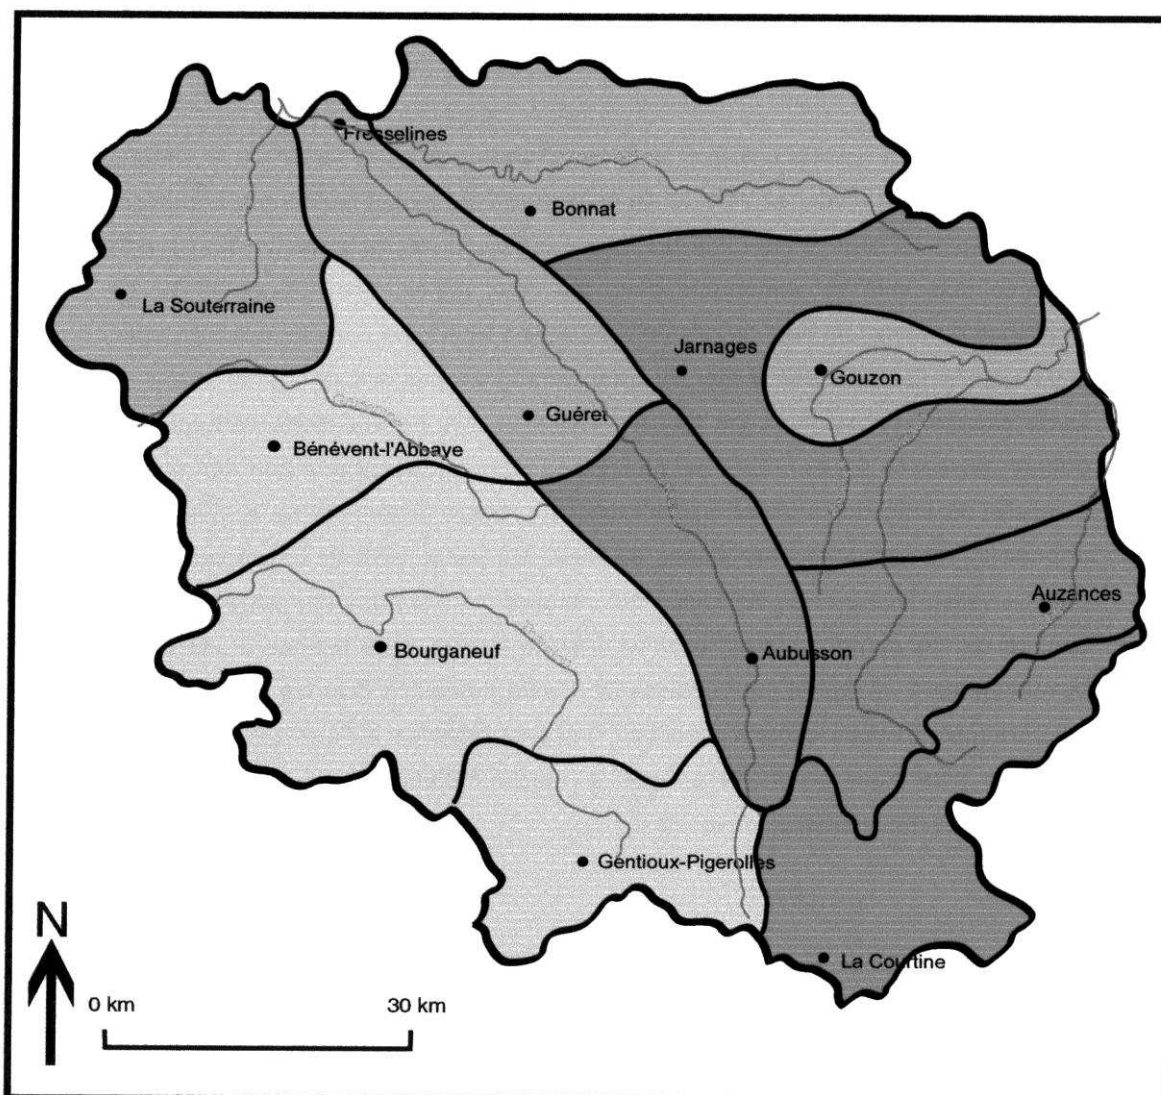 Fresselines
Bonnat
La Souterraine
Jarnages
Gouzon
Guéret
Bénévent-l'Abbaye
Auzances
Bourganeuf
Aubusson
Gentioux-Pigerolles
La Courtine
N
0 km
30 km